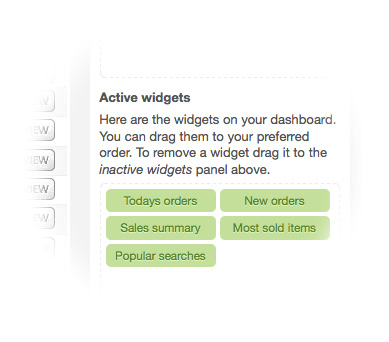 Active widgets
Here are the widgets on your dashboard.
You can drag them to your preferred
order. To remove a widget drag it to the
inactive widgets panel above.
Todays orders New orders
Sales summary Most sold items
Popular searches